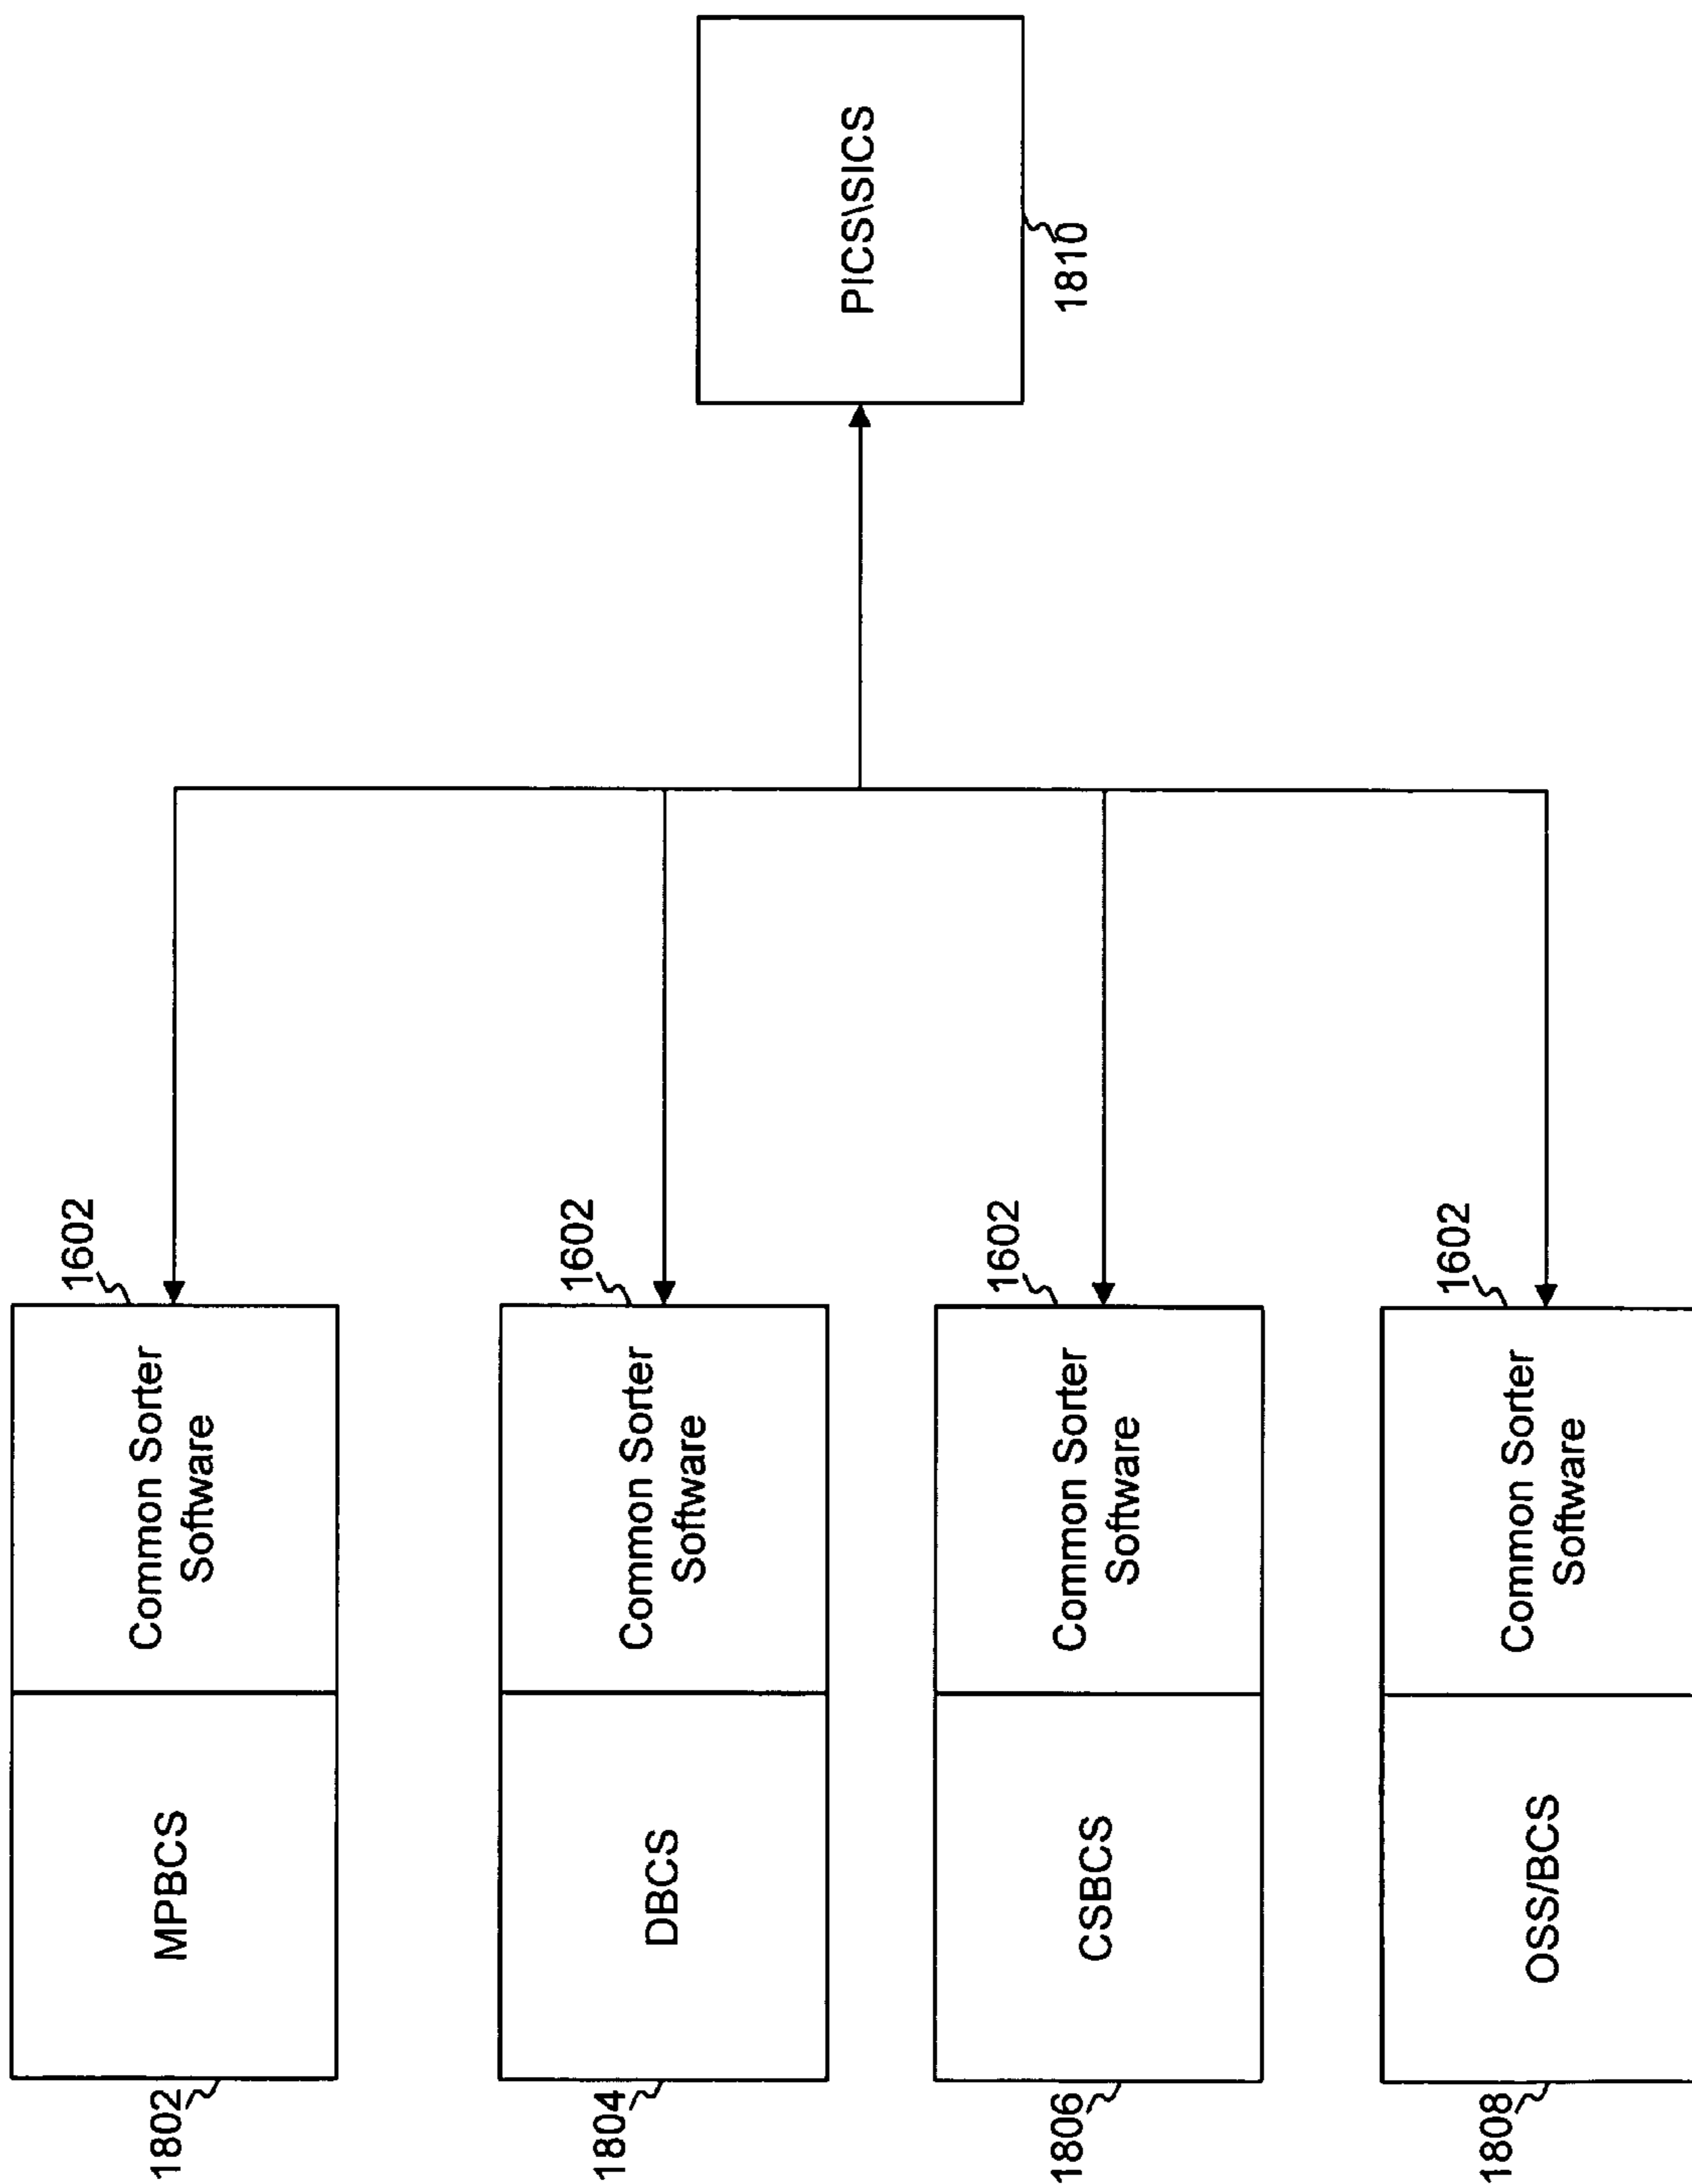 1802
MPBCS
Common Sorter
Software
1602
1804
DBCS
Common Sorter
Software
1602
PICS\SICS
1810
1806
CSBCS
Common Sorter
Software
1602
1808
OSS/BCS
Common Sorter
Software
1602